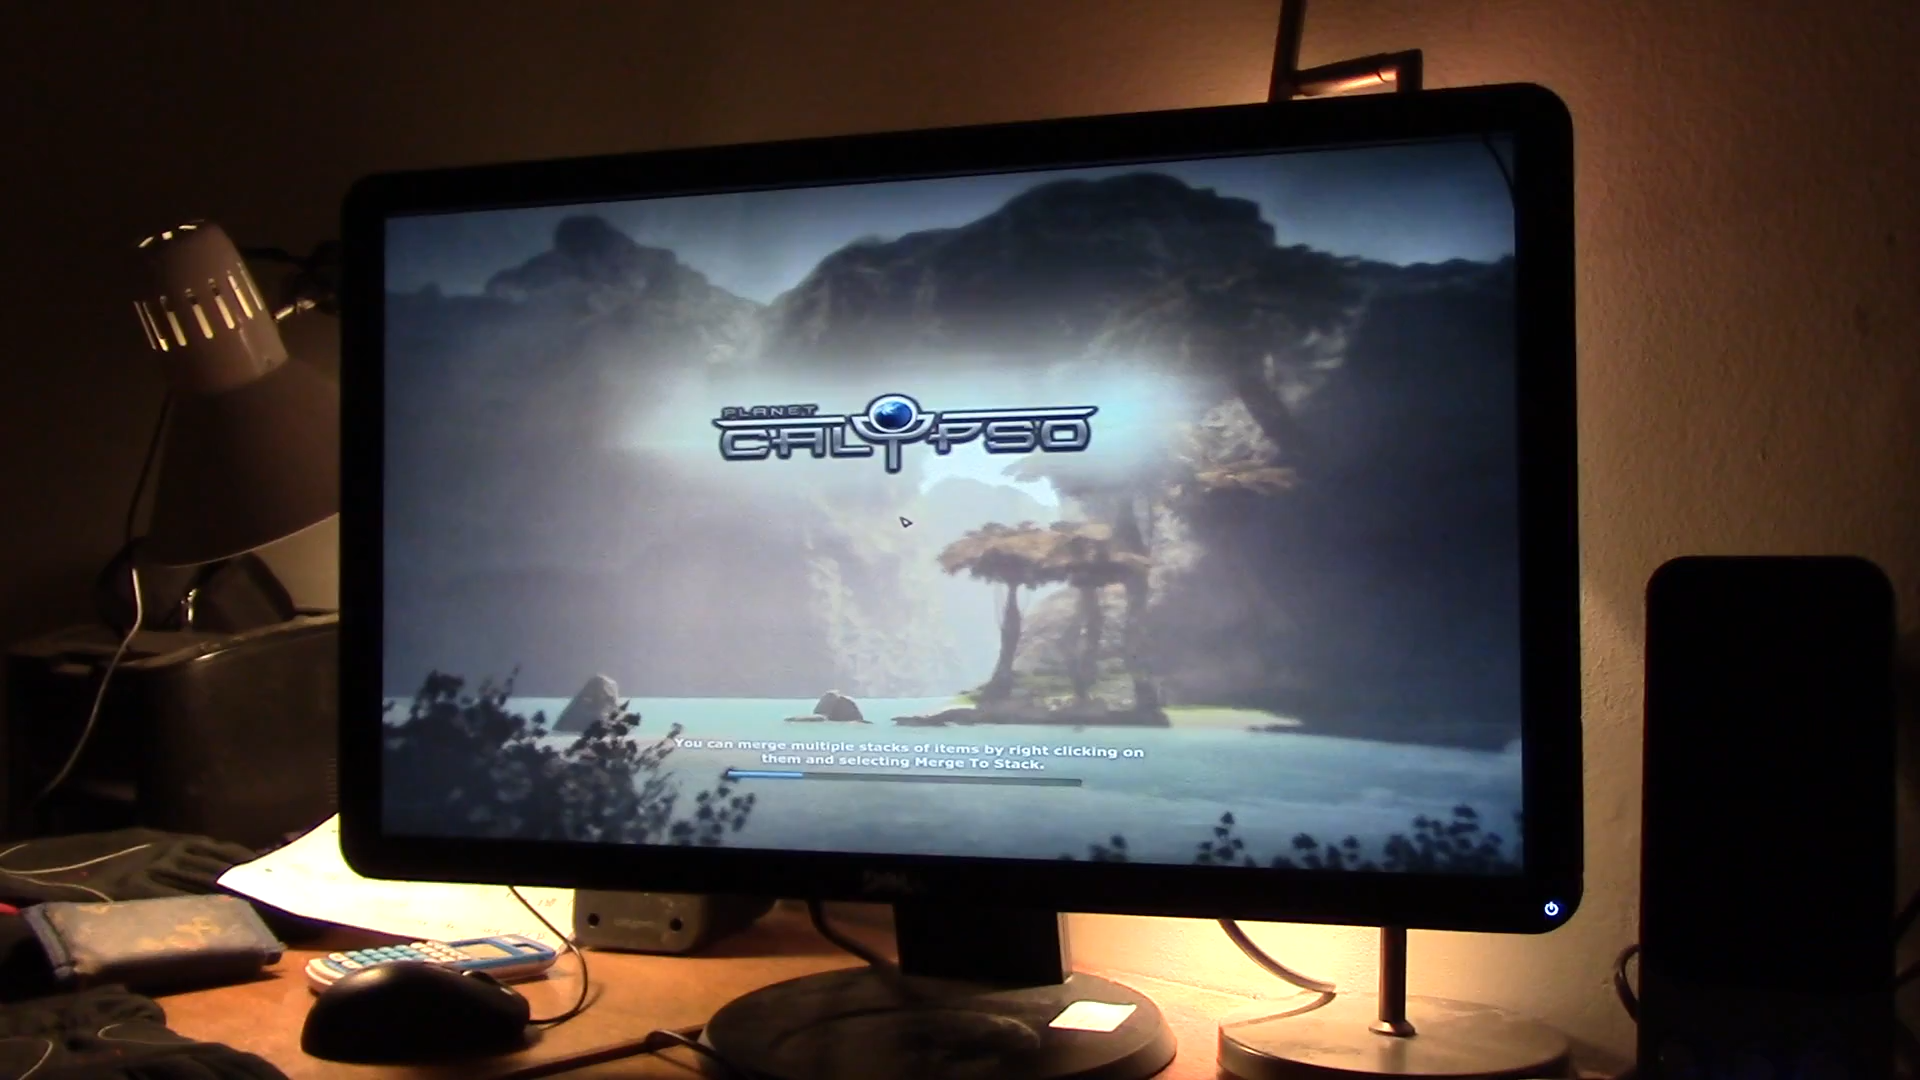 PLANET
CALYPSO
You can merge multiple stacks of items by right clicking on
them and selecting Merge To Stack.
DELL